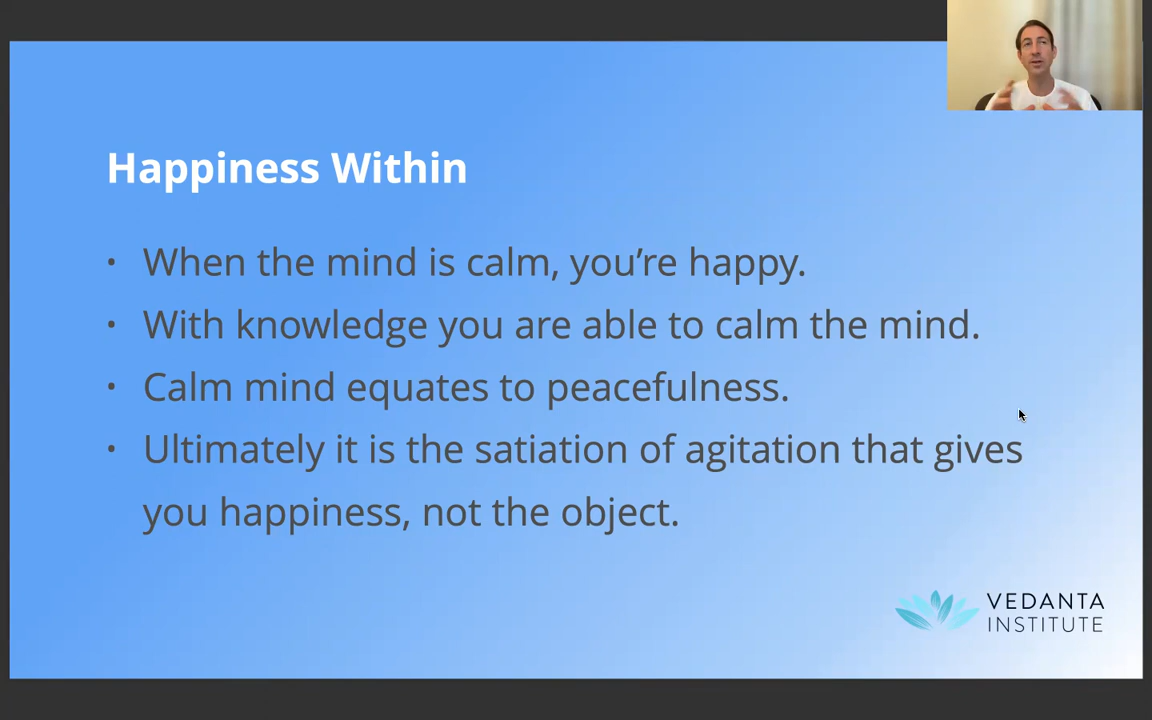 Happiness Within
• When the mind is calm, you’re happy.
• With knowledge you are able to calm the mind.
• Calm mind equates to peacefulness.
• Ultimately it is the satiation of agitation that gives
you happiness, not the object.
VEDANTA
INSTITUTE